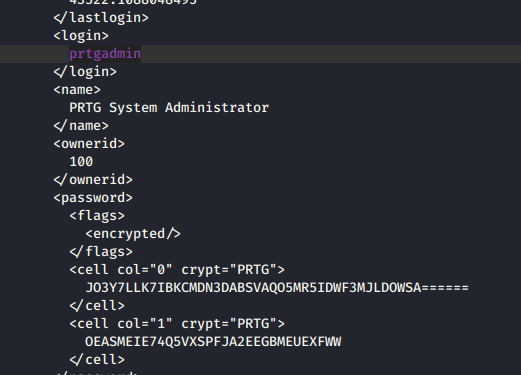 </lastlogin>
<login>
prtgadmin
</login>
<name>
PRTG System Administrator
</name>
<ownerid>
100
</ownerid>
<password>
<flags>
<encrypted/>
</flags>
<cell col="0" crypt="PRTG">
JO3Y7LLK7IBKCMDN3DABSVAQO5MR5IDWF3MJLDOWSA======
</cell>
<cell col="1" crypt="PRTG">
OEASMEIE74Q5VXSPFJA2EEGBMEUEXFWW
</cell>